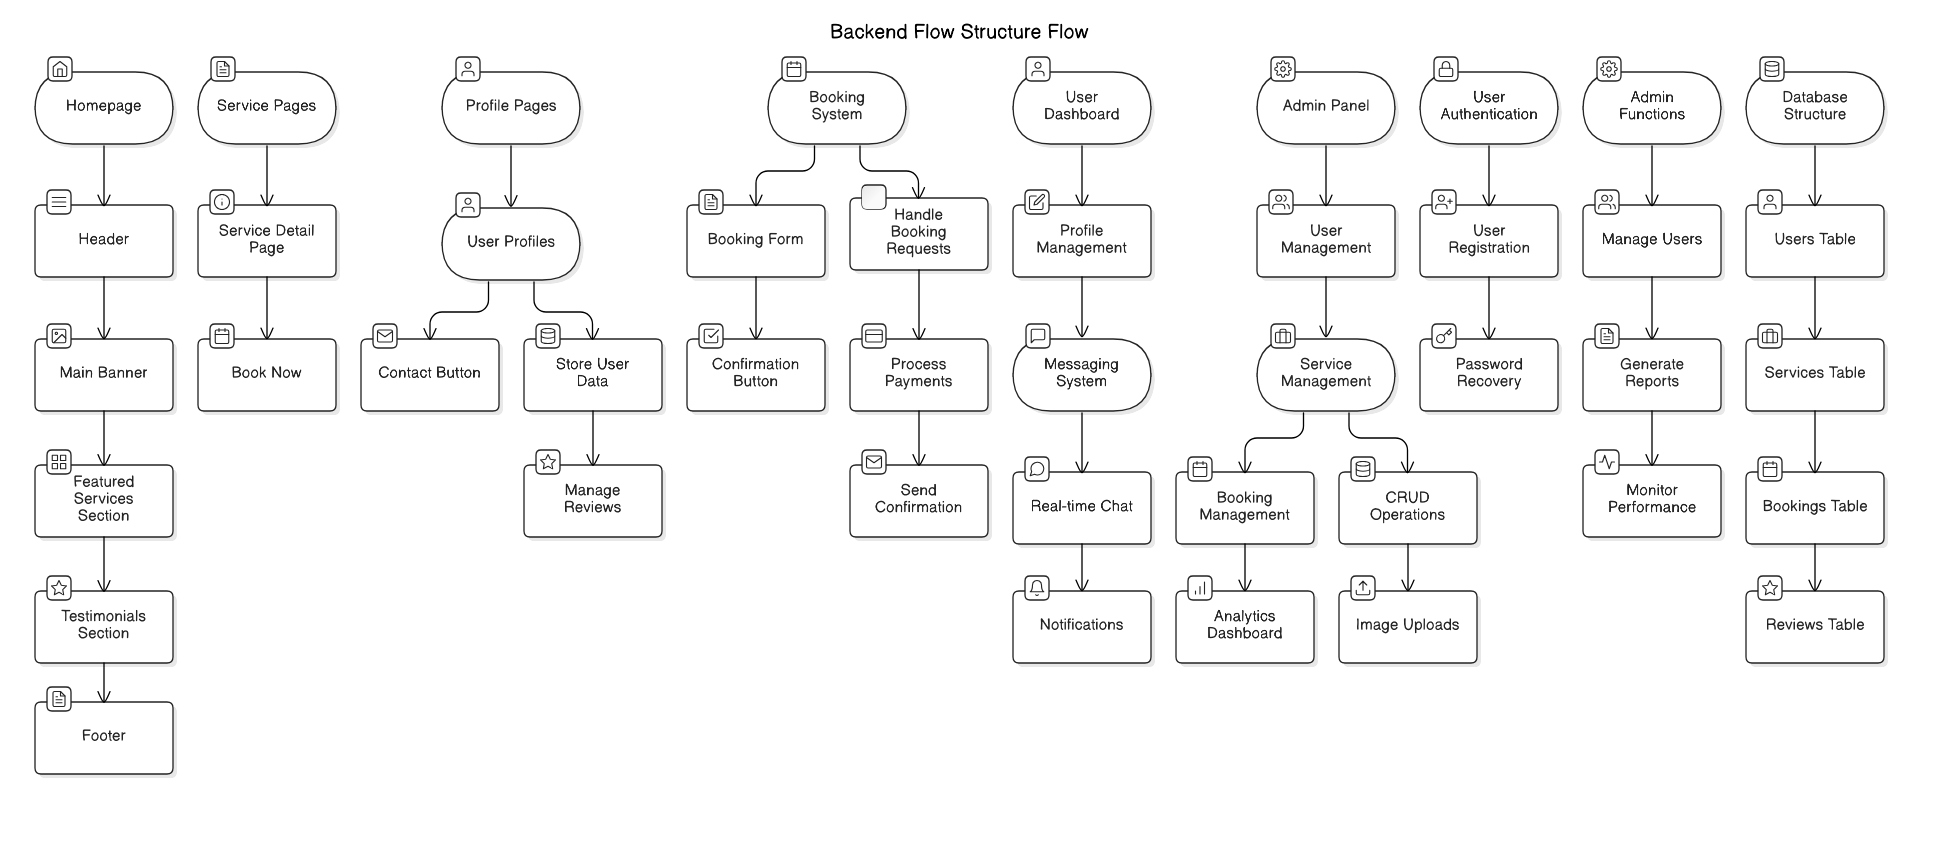 Backend Flow Structure Flow
Homepage
Service Pages
Profile Pages
Booking
System
User
Dashboard
Admin Panel
User
Authentication
Admin
Functions
Database
Structure
Header
Service Detail
Page
User Profiles
Booking Form
Handle
Booking
Requests
Profile
Management
User
Management
User
Registration
Manage Users
Users Table
Main Banner
Book Now
Contact Button
Store User
Data
Confirmation
Button
Process
Payments
Messaging
System
Service
Management
Password
Recovery
Generate
Reports
Services Table
Featured
Services
Section
Manage
Reviews
Send
Confirmation
Real-time Chat
Booking
Management
CRUD
Operations
Monitor
Performance
Bookings Table
Testimonials
Section
Notifications
Analytics
Dashboard
Image Uploads
Reviews Table
Footer